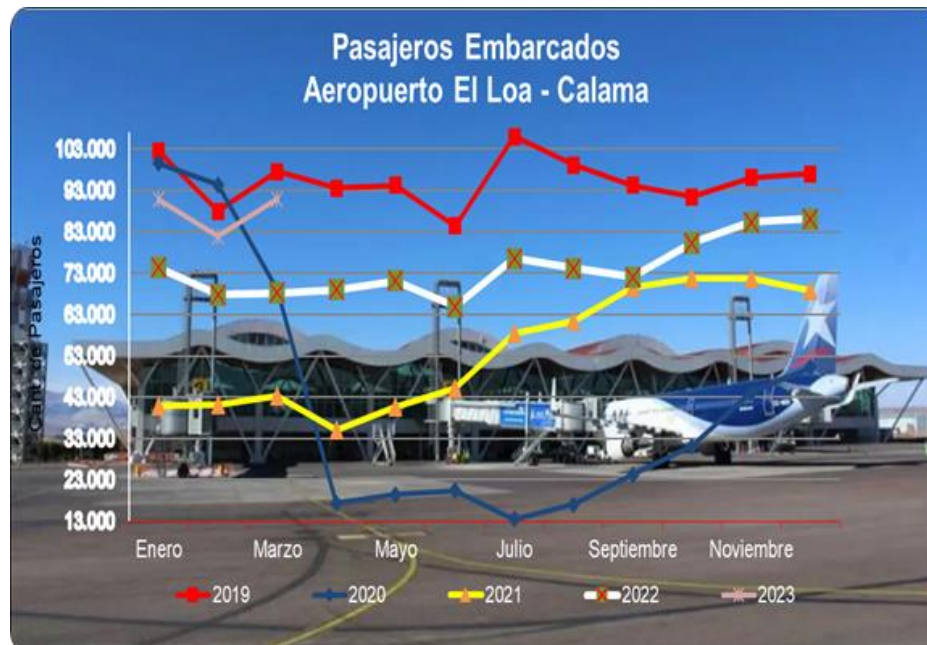 Pasajeros Embarcados
Aeropuerto El Loa - Calama
Cant. de Pasajeros
103.000
93.000
83.000
73.000
63.000
53.000
43.000
33.000
23.000
13.000
Enero Marzo Mayo Julio Septiembre Noviembre
2019 2020 2021 2022 2023